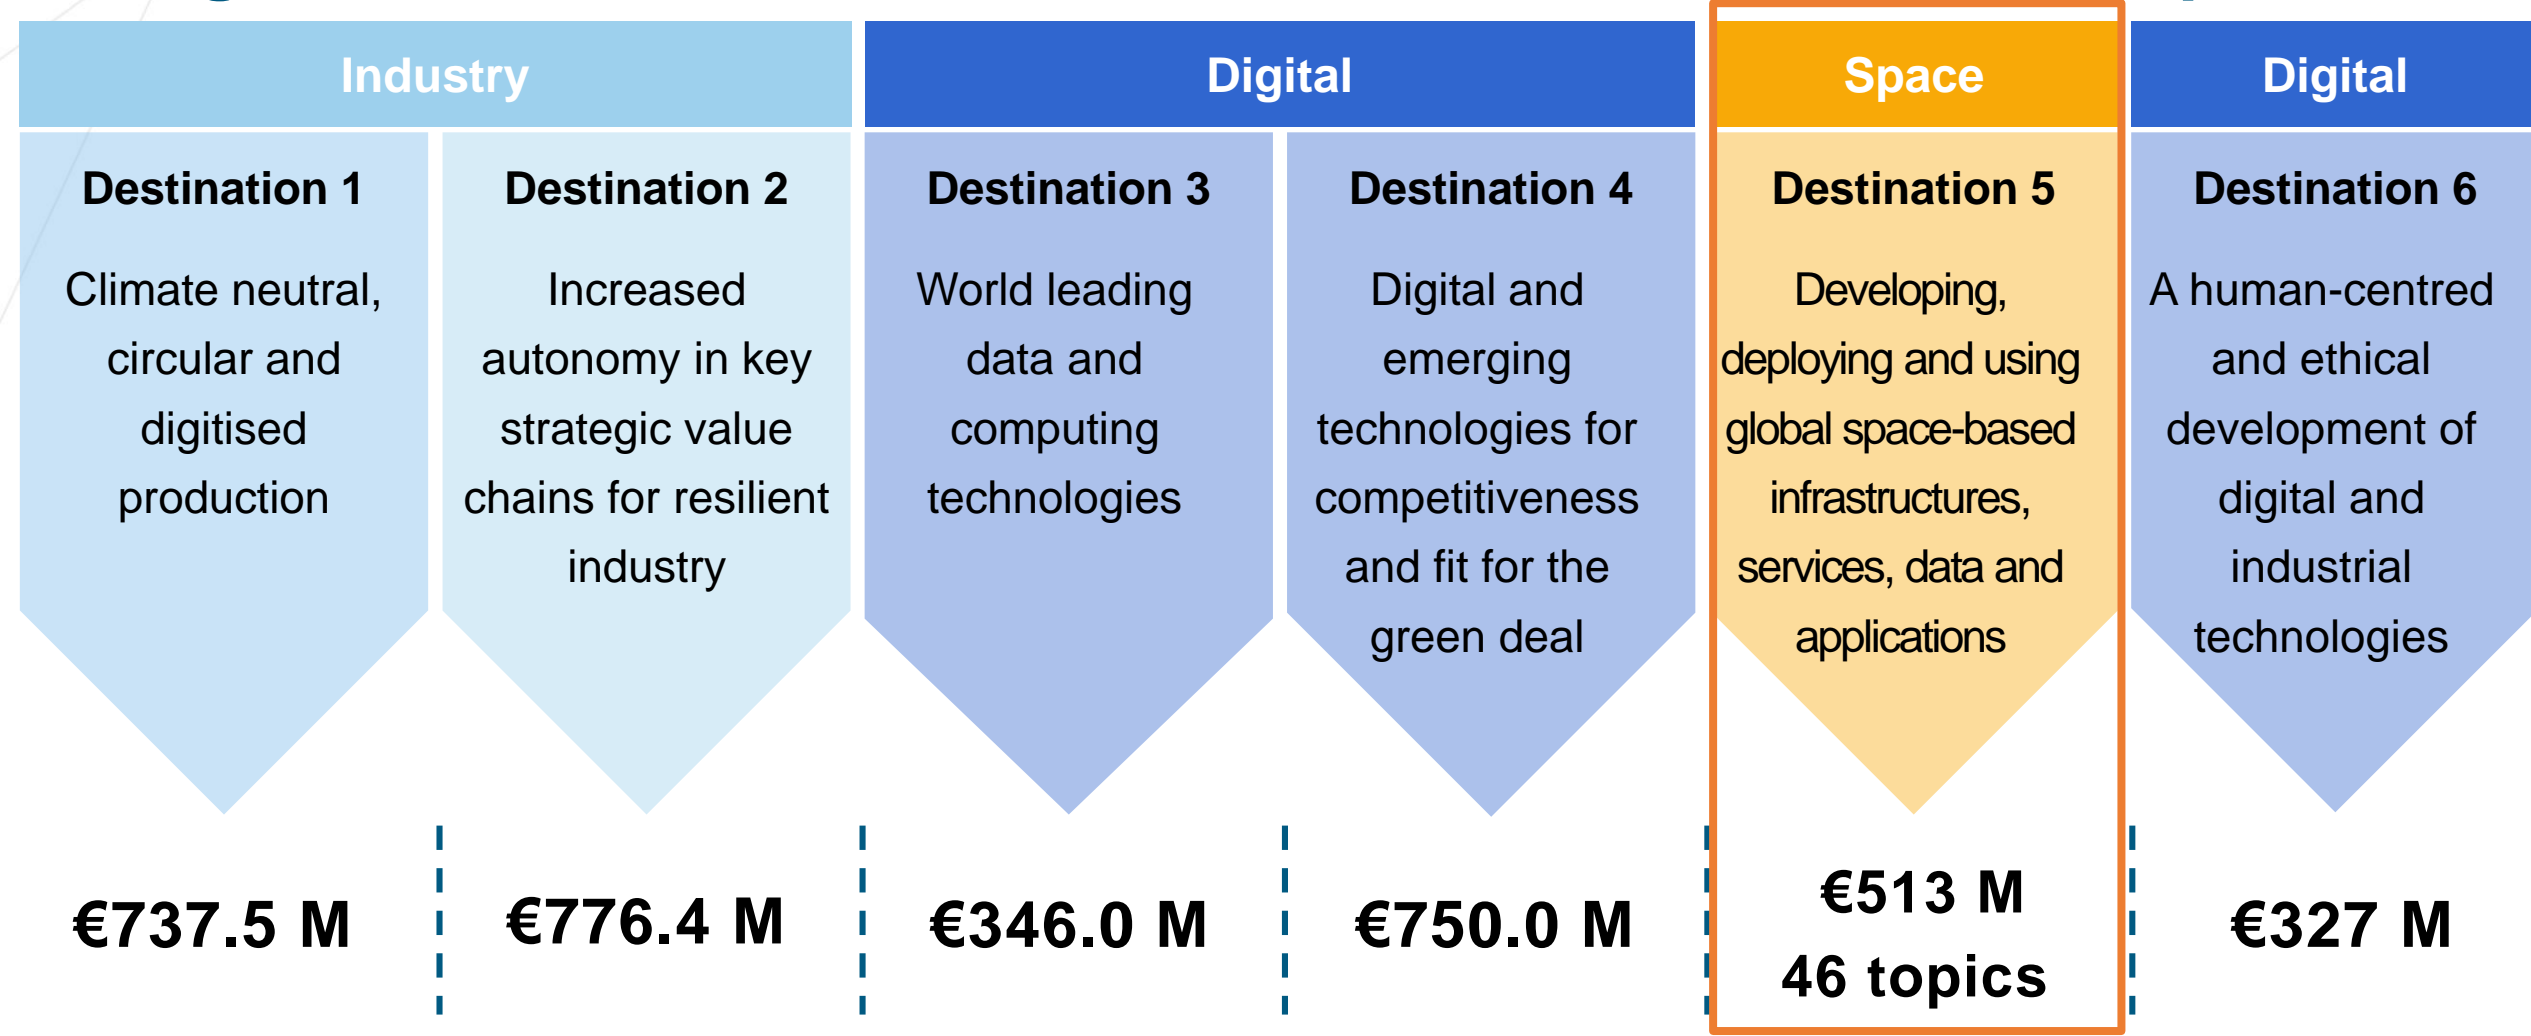 Industry
Digital
Space
Digital
Destination 1
Climate neutral,
circular and
digitised
production
€737.5 M
Destination 2
Increased
autonomy in key
strategic value
chains for resilient
industry
€776.4 M
Destination 3
World leading
data and
computing
technologies
€346.0 M
Destination 4
Digital and
emerging
technologies for
competitiveness
and fit for the
green deal
€750.0 M
Destination 5
Developing,
deploying and using
global space-based
infrastructures,
services, data and
applications
€513 M
46 topics
Destination 6
A human-centred
and ethical
development of
digital and
industrial
technologies
€327 M